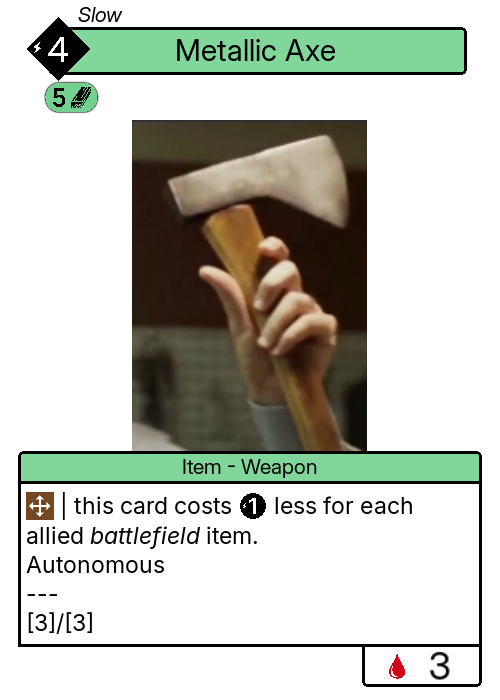 Slow
4
Metallic Axe
5
Item - Weapon
| this card costs 1 less for each
allied battlefield item.
Autonomous
---
[3]/[3]
3